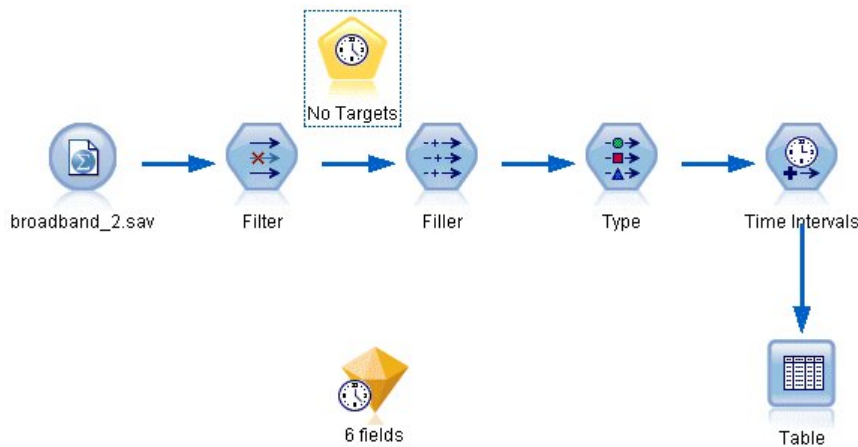 No Targets
broadband_2.sav
Filter
Filler
Type
Time Intervals
6 fields
Table